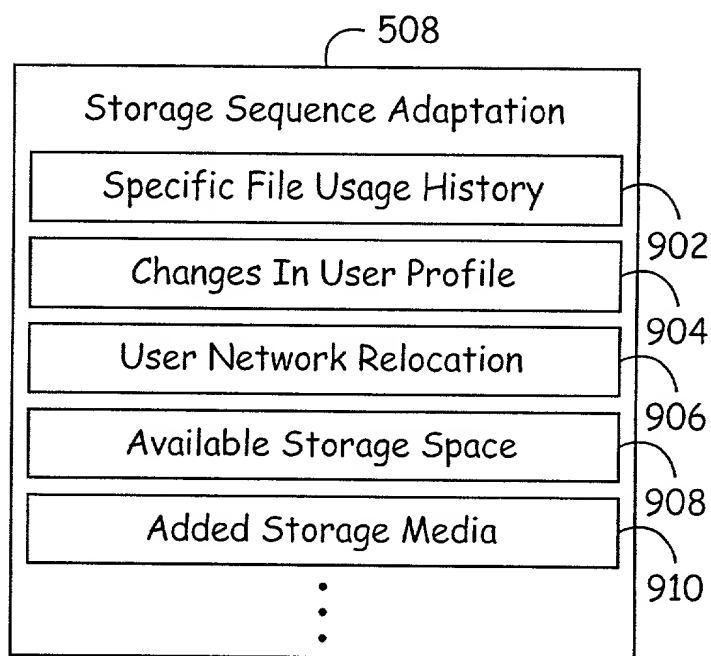 508
Storage Sequence Adaptation
Specific File Usage History
902
Changes In User Profile
904
User Network Relocation
906
Available Storage Space
908
Added Storage Media
910